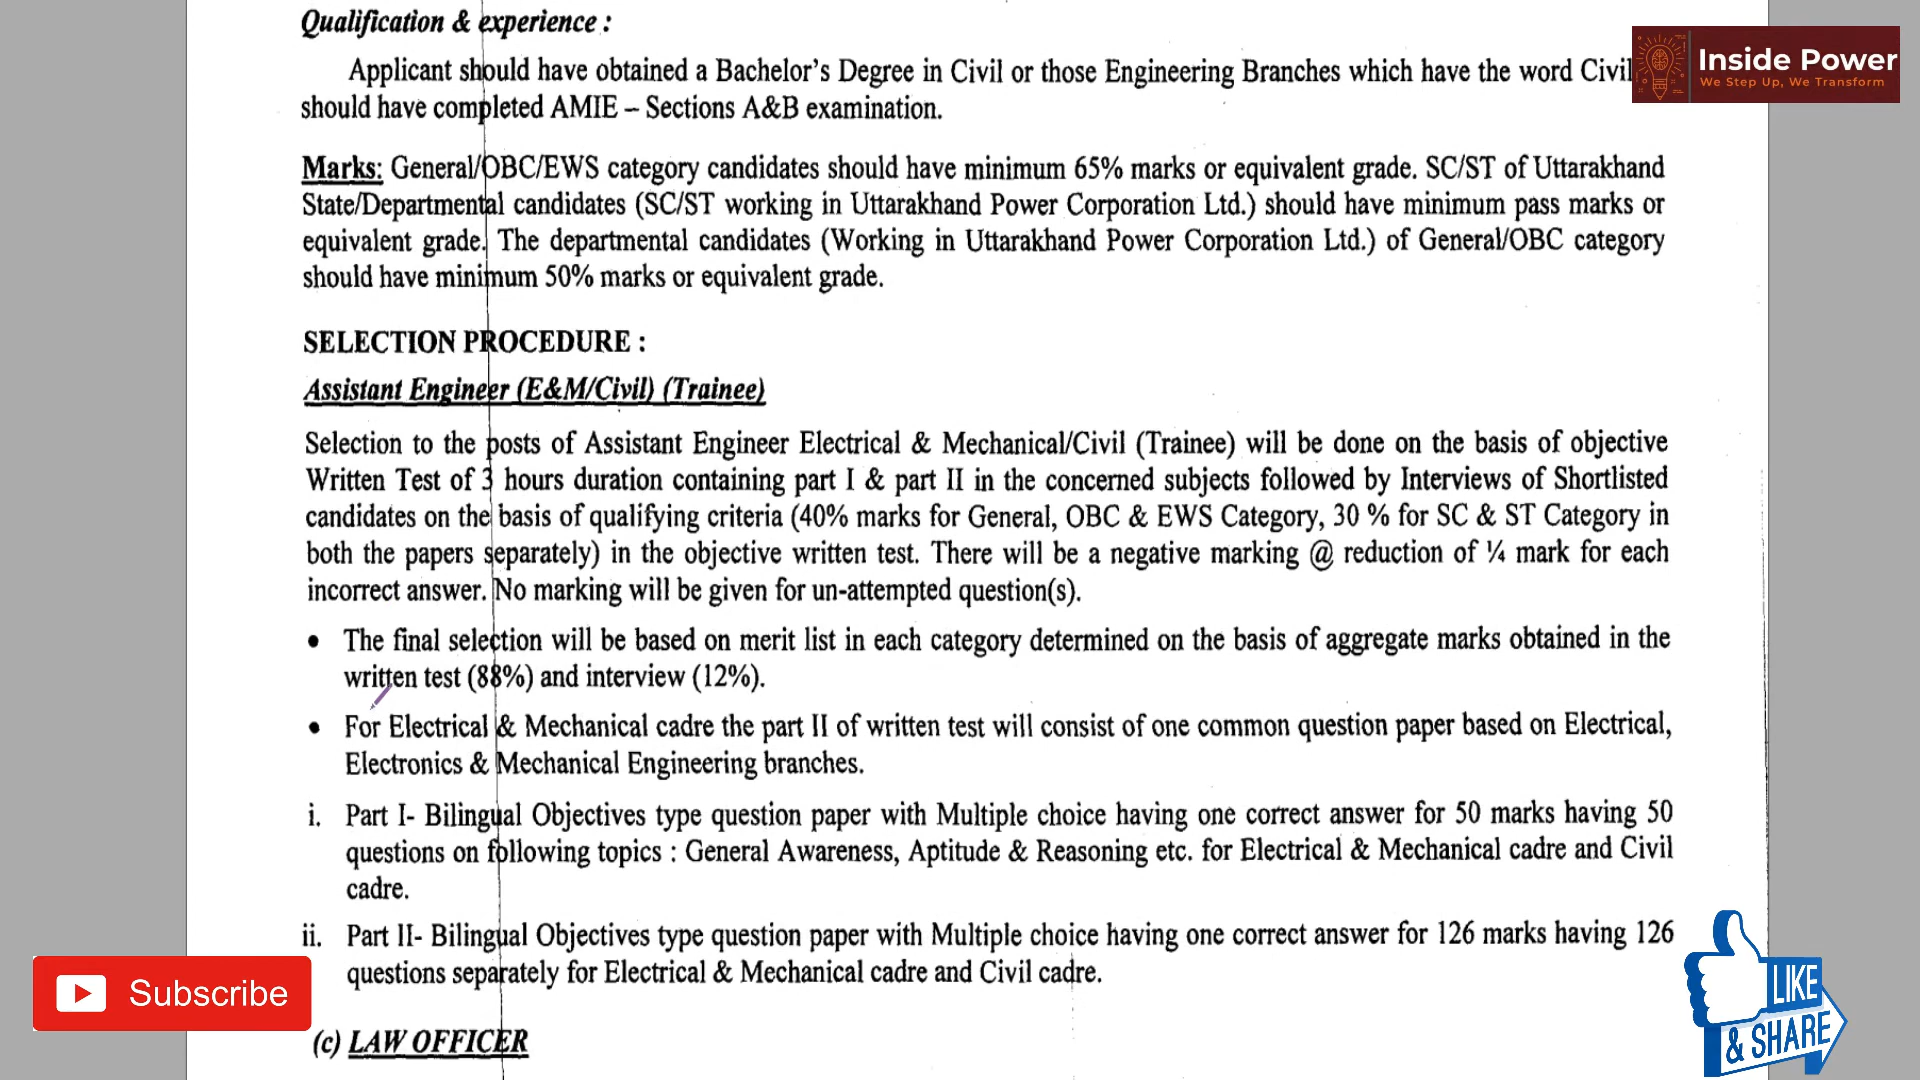 Qualification & experience :
Applicant should have obtained a Bachelor's Degree in Civil or those Engineering Branches which have the word Civil
should have completed AMIE – Sections A&B examination.
Marks: General/OBC/EWS category candidates should have minimum 65% marks or equivalent grade. SC/ST of Uttarakhand
State/Departmental candidates (SC/ST working in Uttarakhand Power Corporation Ltd.) should have minimum pass marks or
equivalent grade. The departmental candidates (Working in Uttarakhand Power Corporation Ltd.) of General/OBC category
should have minimum 50% marks or equivalent grade.
SELECTION PROCEDURE :
Assistant Engineer (E&M/Civil) (Trainee)
Selection to the posts of Assistant Engineer Electrical & Mechanical/Civil (Trainee) will be done on the basis of objective
Written Test of 3 hours duration containing part I & part II in the concerned subjects followed by Interviews of Shortlisted
candidates on the basis of qualifying criteria (40% marks for General, OBC & EWS Category, 30 % for SC & ST Category in
both the papers separately) in the objective written test. There will be a negative marking @ reduction of ¼ mark for each
incorrect answer. No marking will be given for un-attempted question(s).
• The final selection will be based on merit list in each category determined on the basis of aggregate marks obtained in the
written test (88%) and interview (12%).
• For Electrical & Mechanical cadre the part II of written test will consist of one common question paper based on Electrical,
Electronics & Mechanical Engineering branches.
i. Part I- Bilingual Objectives type question paper with Multiple choice having one correct answer for 50 marks having 50
questions on following topics : General Awareness, Aptitude & Reasoning etc. for Electrical & Mechanical cadre and Civil
cadre.
ii. Part II- Bilingual Objectives type question paper with Multiple choice having one correct answer for 126 marks having 126
questions separately for Electrical & Mechanical cadre and Civil cadre.
(c) LAW OFFICER
Inside Power
We Step Up, We Transform
Subscribe
LIKE
& SHARE